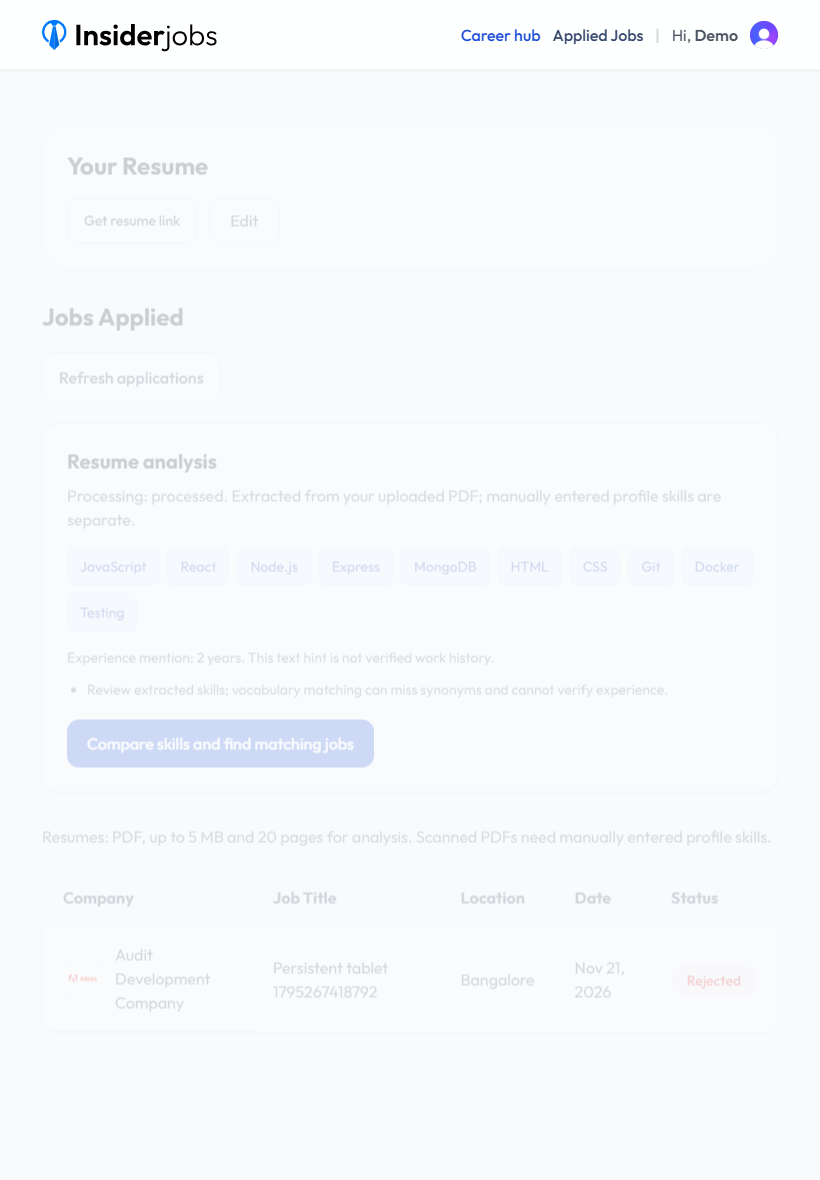 Insiderjobs
Career hub Applied Jobs | Hi, Demo
Your Resume
Get resume link Edit
Jobs Applied
Refresh applications
Resume analysis
Processing: processed. Extracted from your uploaded PDF; manually entered profile skills are
separate.
JavaScript React Node.js Express MongoDB HTML CSS Git Docker
Testing
Experience mention: 2 years. This text hint is not verified work history.
• Review extracted skills; vocabulary matching can miss synonyms and cannot verify experience.
Compare skills and find matching jobs
Resumes: PDF, up to 5 MB and 20 pages for analysis. Scanned PDFs need manually entered profile skills.
Company Job Title Location Date Status
Audit
Development
Company
Persistent tablet
1795267418792
Bangalore
Nov 21,
2026
Rejected